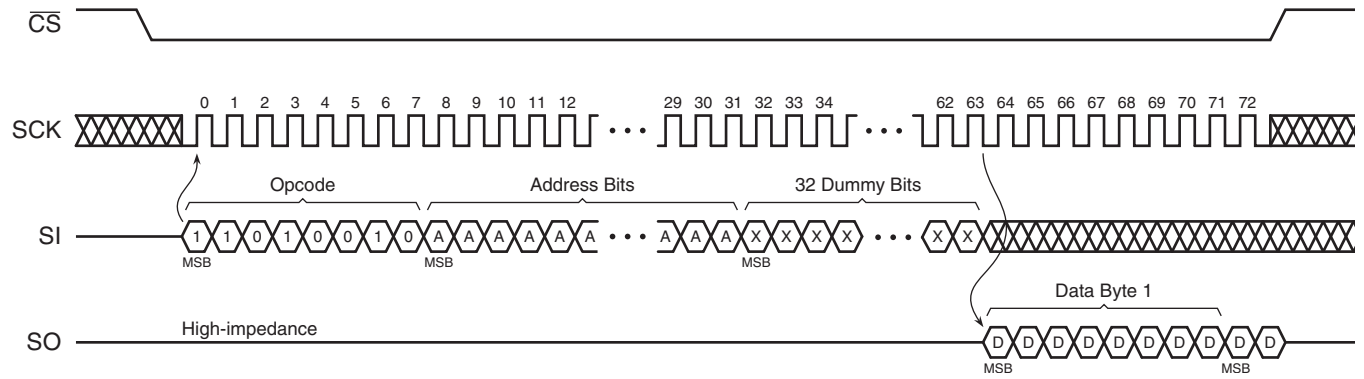 CS
0 1 2 3 4 5 6 7 8 9 10 11 12 29 30 31 32 33 34 62 63 64 65 66 67 68 69 70 71 72
SCK
Opcode Address Bits 32 Dummy Bits
SI 1 1 0 1 0 0 1 0 A A A A A A A A A X X X X X X
MSB MSB MSB
Data Byte 1
High-impedance
SO D D D D D D D D D D
MSB MSB